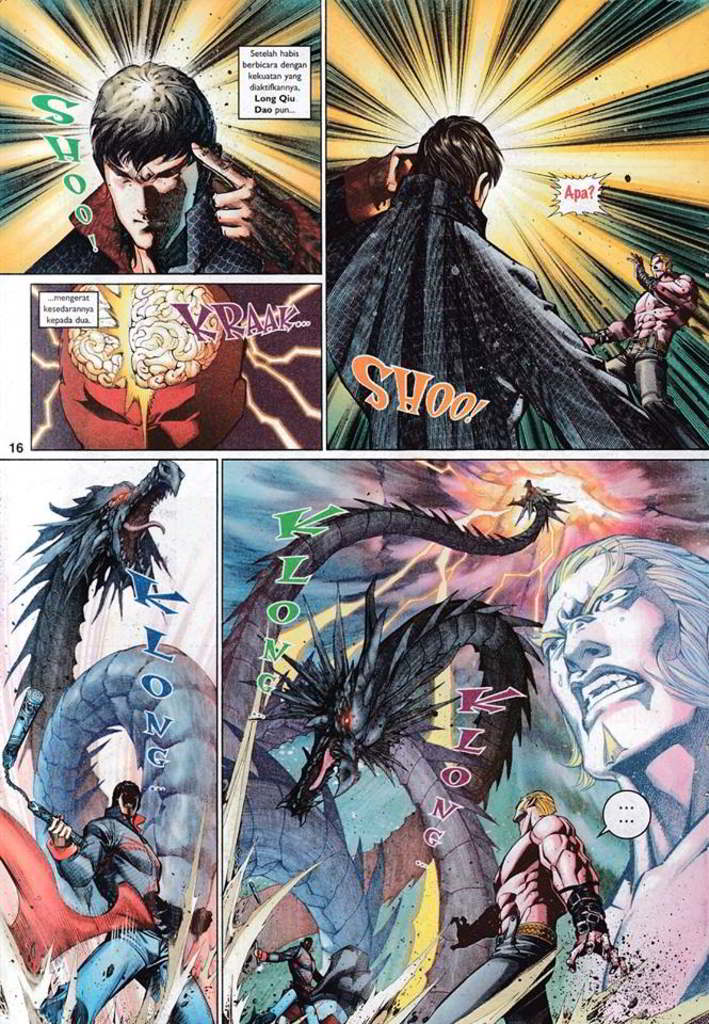 Setelah habis
berbicara dengan
kekuatan yang
diaktifkannya,
Long Qiu
Dao pun...
SHOO!
Apa?
SHOO!
...mengerat
kesedarannya
kepada dua.
KRAAK...
16
KLONG...
KLONG
KLONG...
...
...